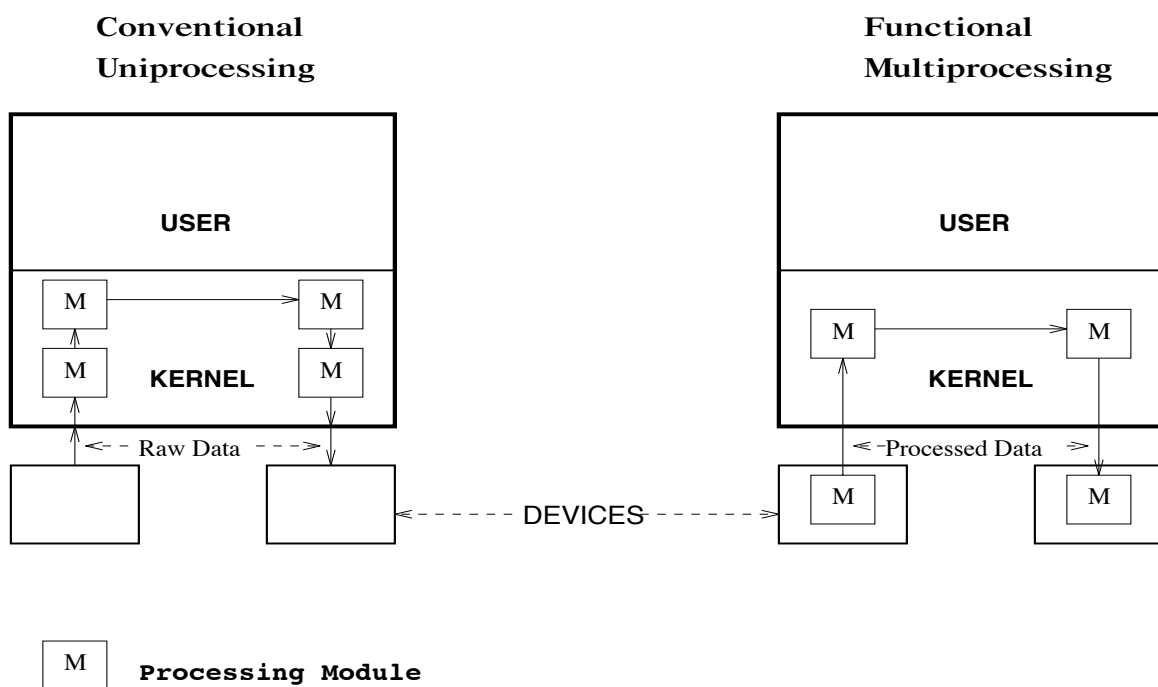 Conventional
Uniprocessing
Functional
Multiprocessing
USER
USER
M
M
M
M
M
M
KERNEL
KERNEL
Raw Data
Processed Data
M
M
DEVICES
M
Processing Module